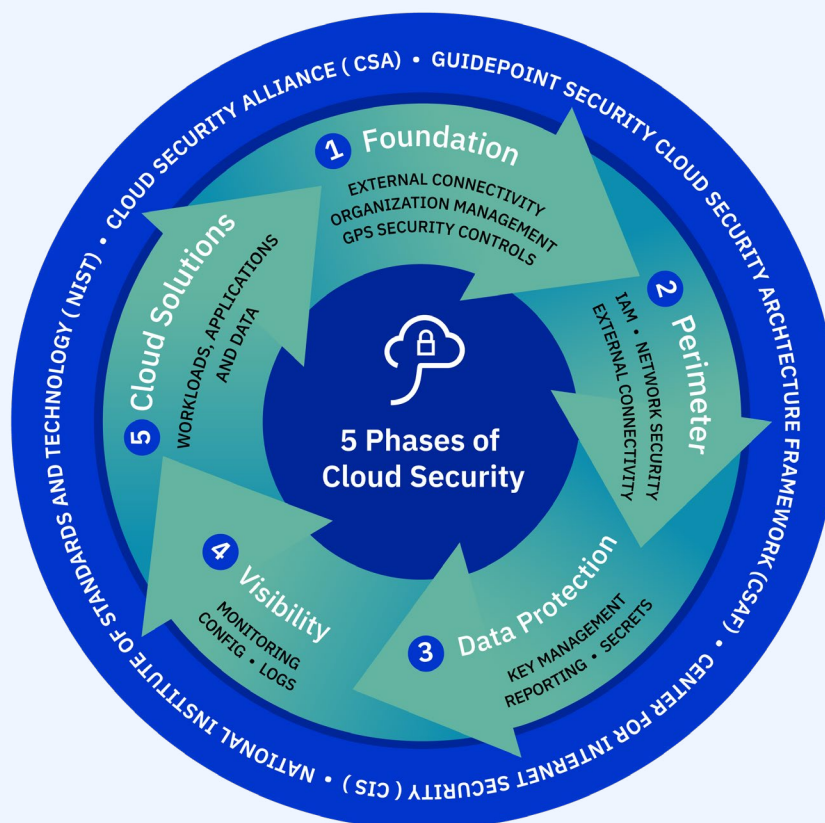 CLOUD SECURITY ALLIANCE ( CSA) • GUIDEPOINT SECURITY CLOUD SECURITY ARCHTECTURE FRAMEWORK (CSAF) • CENTER FOR INTERNET SECURITY ( CIS) • NATIONAL INSTITUTE OF STANDARDS AND TECHNOLOGY ( NIST) •
1 Foundation
EXTERNAL CONNECTIVITY
ORGANIZATION MANAGEMENT
GPS SECURITY CONTROLS
2 Perimeter
IAM • NETWORK SECURITY
EXTERNAL CONNECTIVITY
3 Data Protection
KEY MANAGEMENT
REPORTING • SECRETS
4 Visibility
MONITORING
CONFIG • LOGS
5 Cloud Solutions
WORKLOADS, APPLICATIONS
AND DATA
5 Phases of
Cloud Security